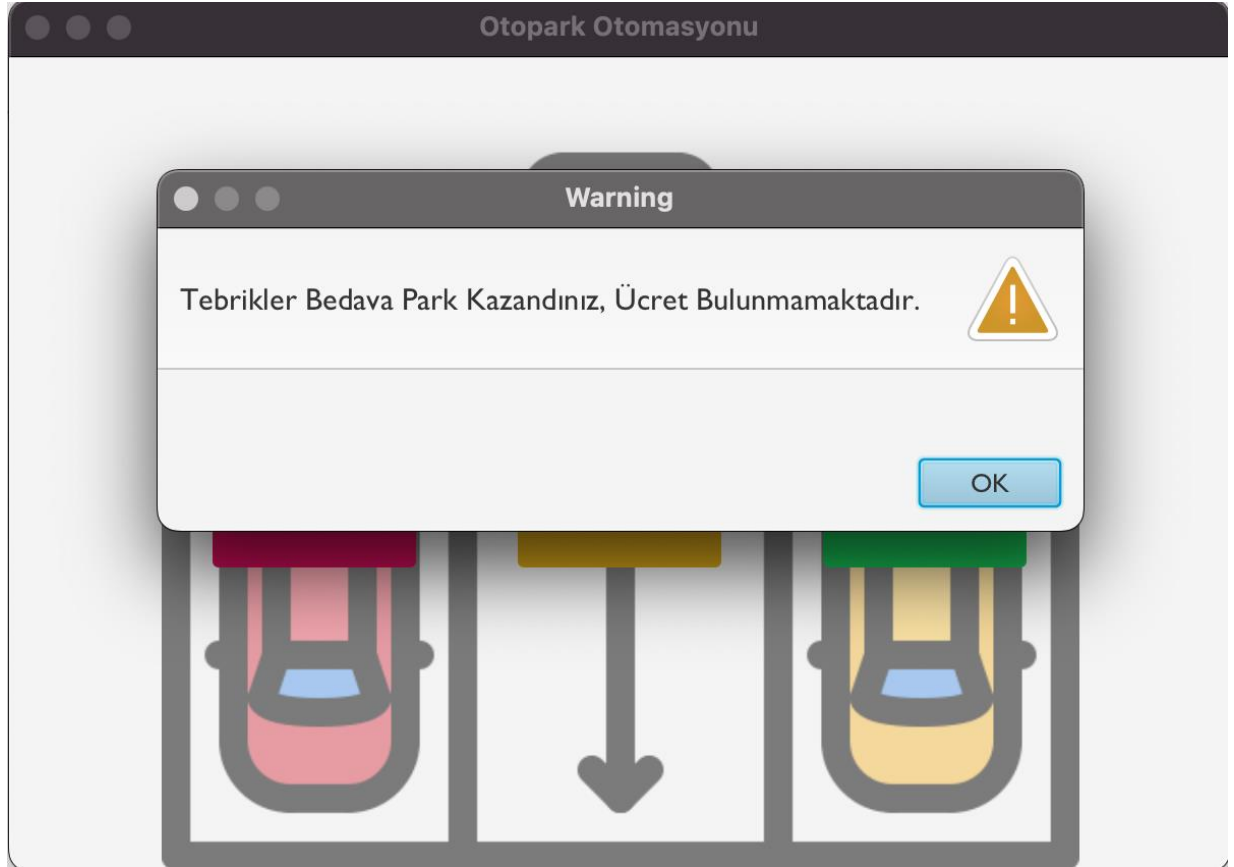 Otopark Otomasyonu
Warning
Tebrikler Bedava Park Kazandınız, Ücret Bulunmamaktadır.
OK